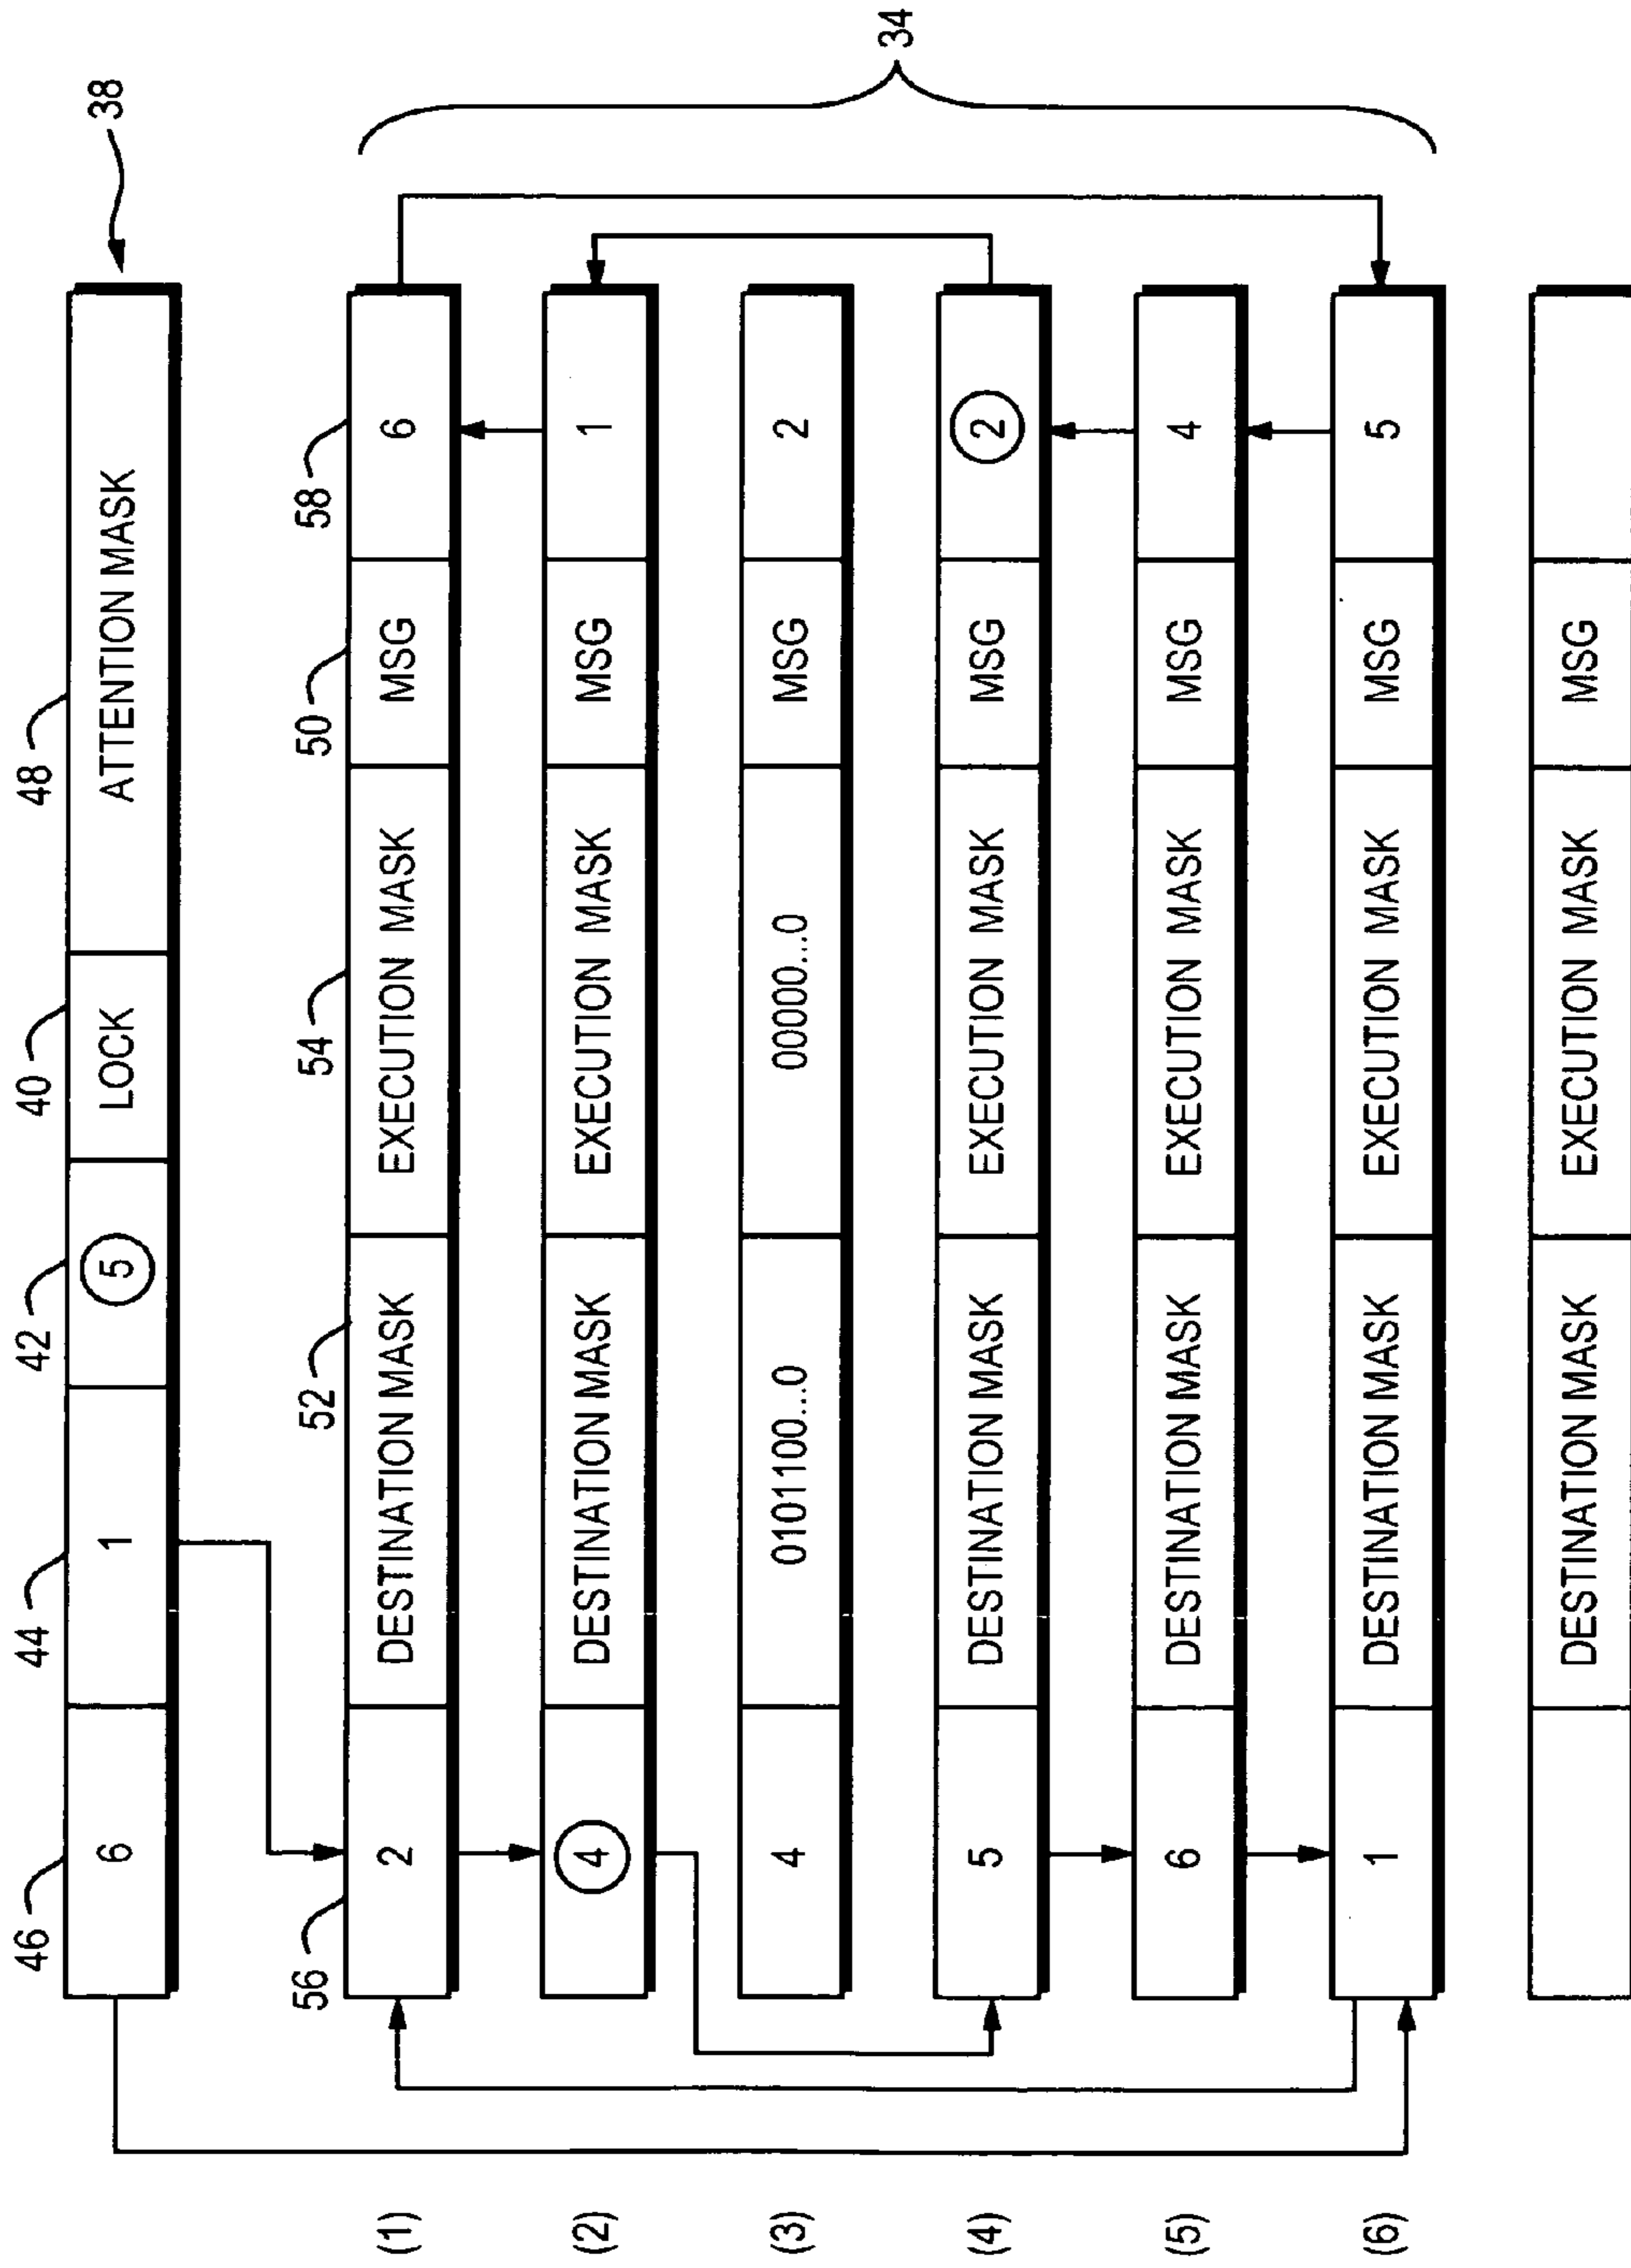 46 44 42 40 48
6 1 5 LOCK ATTENTION MASK 38
56 52 54 50 58
(1) 2 DESTINATION MASK EXECUTION MASK MSG 6
(2) 4 DESTINATION MASK EXECUTION MASK MSG 1
(3) 4 0101100...0 00000...0 MSG 2
34
(4) 5 DESTINATION MASK EXECUTION MASK MSG 2
(5) 6 DESTINATION MASK EXECUTION MASK MSG 4
(6) 1 DESTINATION MASK EXECUTION MASK MSG 5
DESTINATION MASK EXECUTION MASK MSG